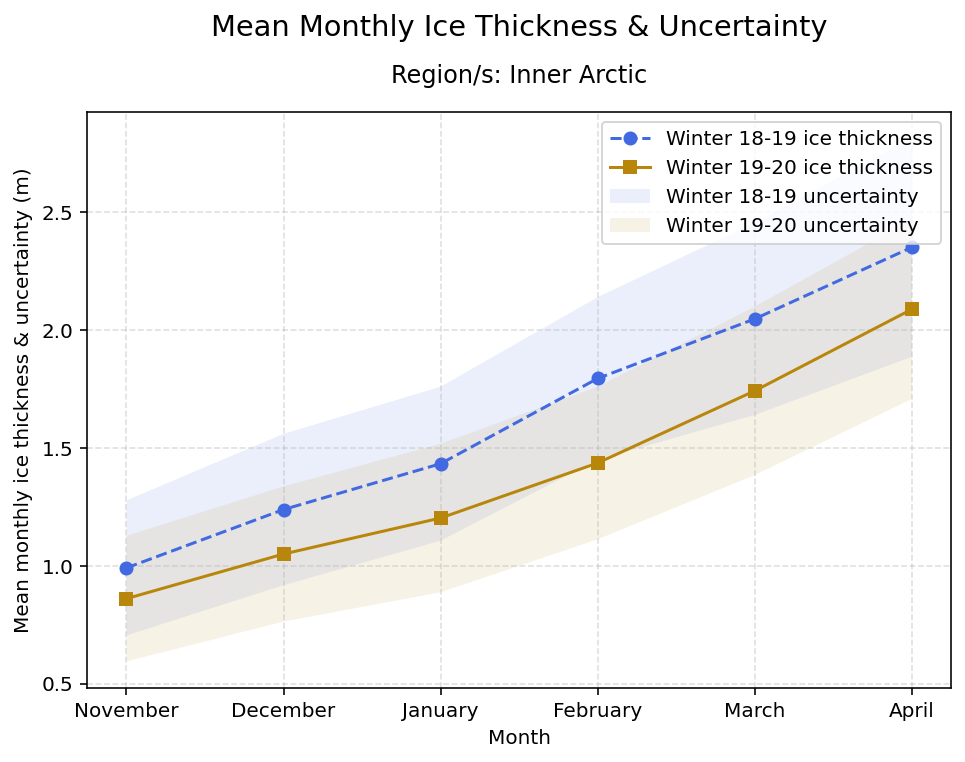 Mean Monthly Ice Thickness & Uncertainty
Region/s: Inner Arctic
Winter 18-19 ice thickness
Winter 19-20 ice thickness
Winter 18-19 uncertainty
Winter 19-20 uncertainty
Mean monthly ice thickness & uncertainty (m)
2.5
2.0
1.5
1.0
0.5
November December January February March April
Month